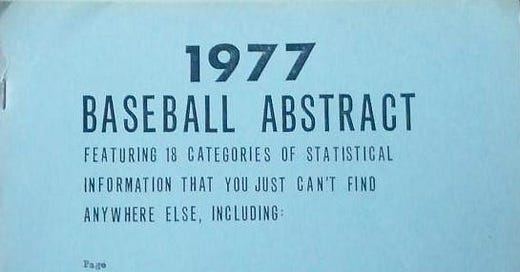 1977
BASEBALL ABSTRACT
FEATURING 18 CATEGORIES OF STATISTICAL
INFORMATION THAT YOU JUST CAN'T FIND
ANYWHERE ELSE, INCLUDING:
Page